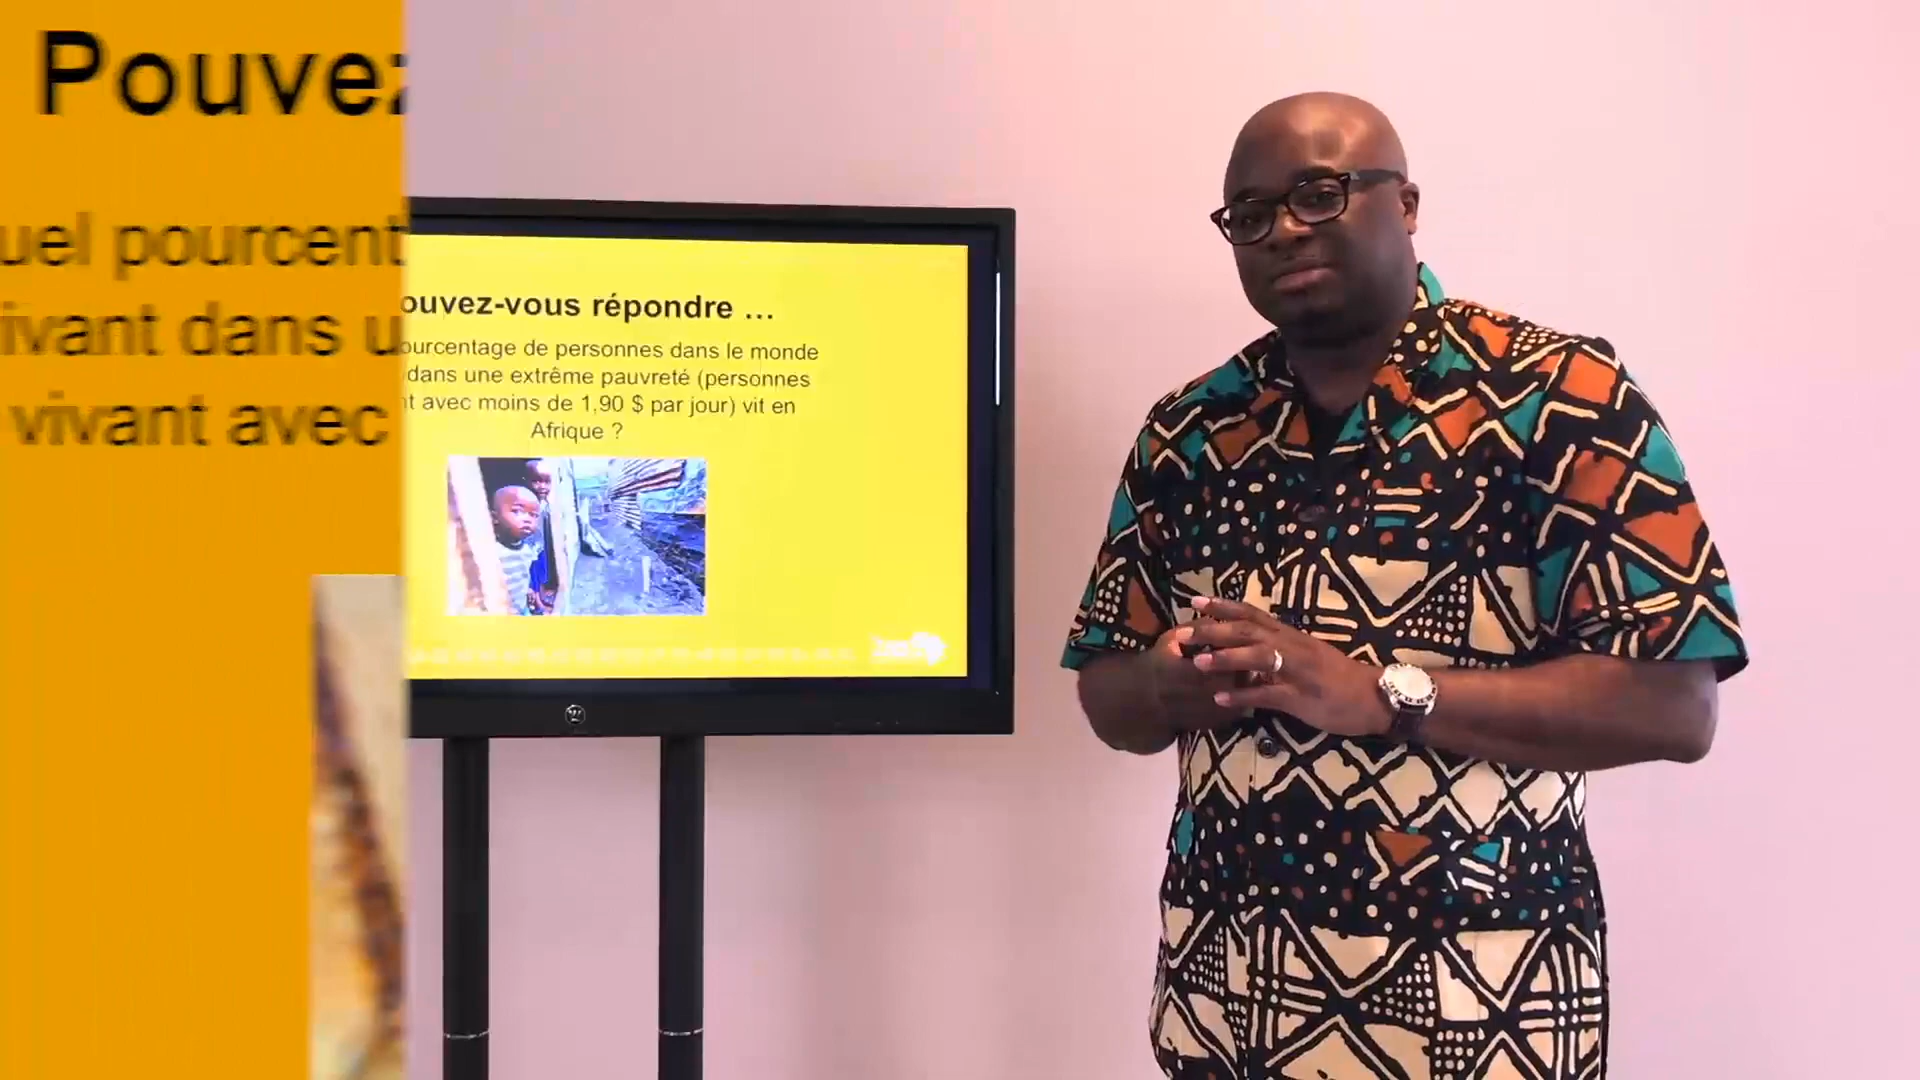 Pouvez
uel pourcent
ivant dans u
vivant avec
ouvez-vous répondre ...
ourcentage de personnes dans le monde
dans une extrême pauvreté (personnes
t avec moins de 1,90 $ par jour) vit en
Afrique ?